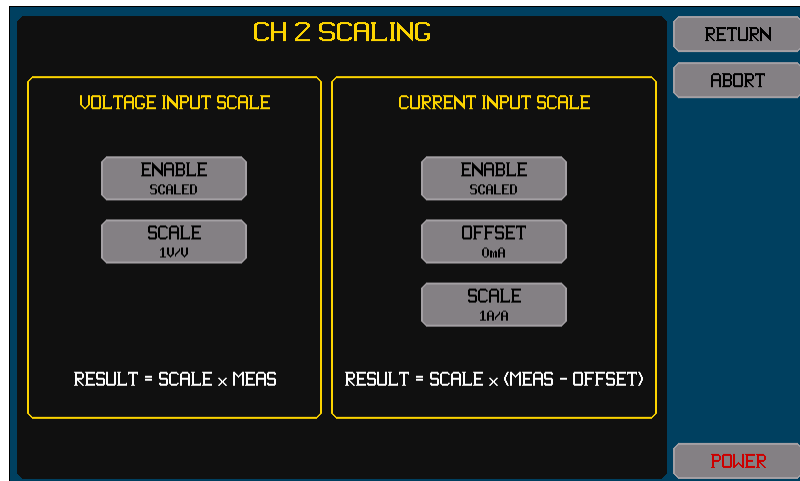 CH 2 SCALING
RETURN
ABORT
VOLTAGE INPUT SCALE
ENABLE
SCALED
SCALE
1V/V
RESULT = SCALE x MEAS
CURRENT INPUT SCALE
ENABLE
SCALED
OFFSET
0mA
SCALE
1A/A
RESULT = SCALE x (MEAS - OFFSET)
POWER